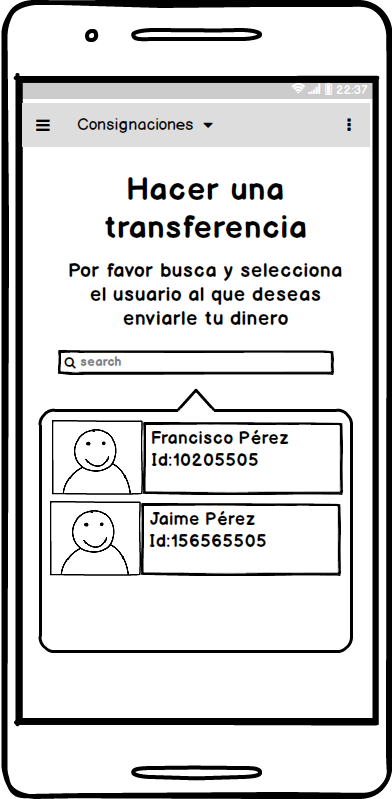 22:37
Consignaciones
Hacer una
transferencia
Por favor busca y selecciona
el usuario al que deseas
enviarle tu dinero
search
Francisco Pérez
Id:10205505
Jaime Pérez
Id:156565505